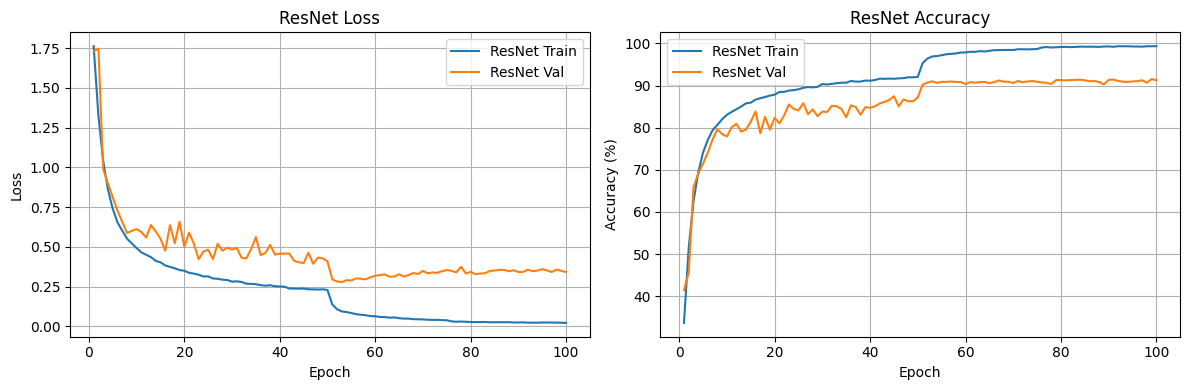 ResNet Loss
ResNet Train
ResNet Val
1.75
1.50
1.25
1.00
0.75
0.50
0.25
0.00
Loss
0
20
40
60
80
100
Epoch
ResNet Accuracy
ResNet Train
ResNet Val
100
90
80
70
60
50
40
Accuracy (%)
0
20
40
60
80
100
Epoch